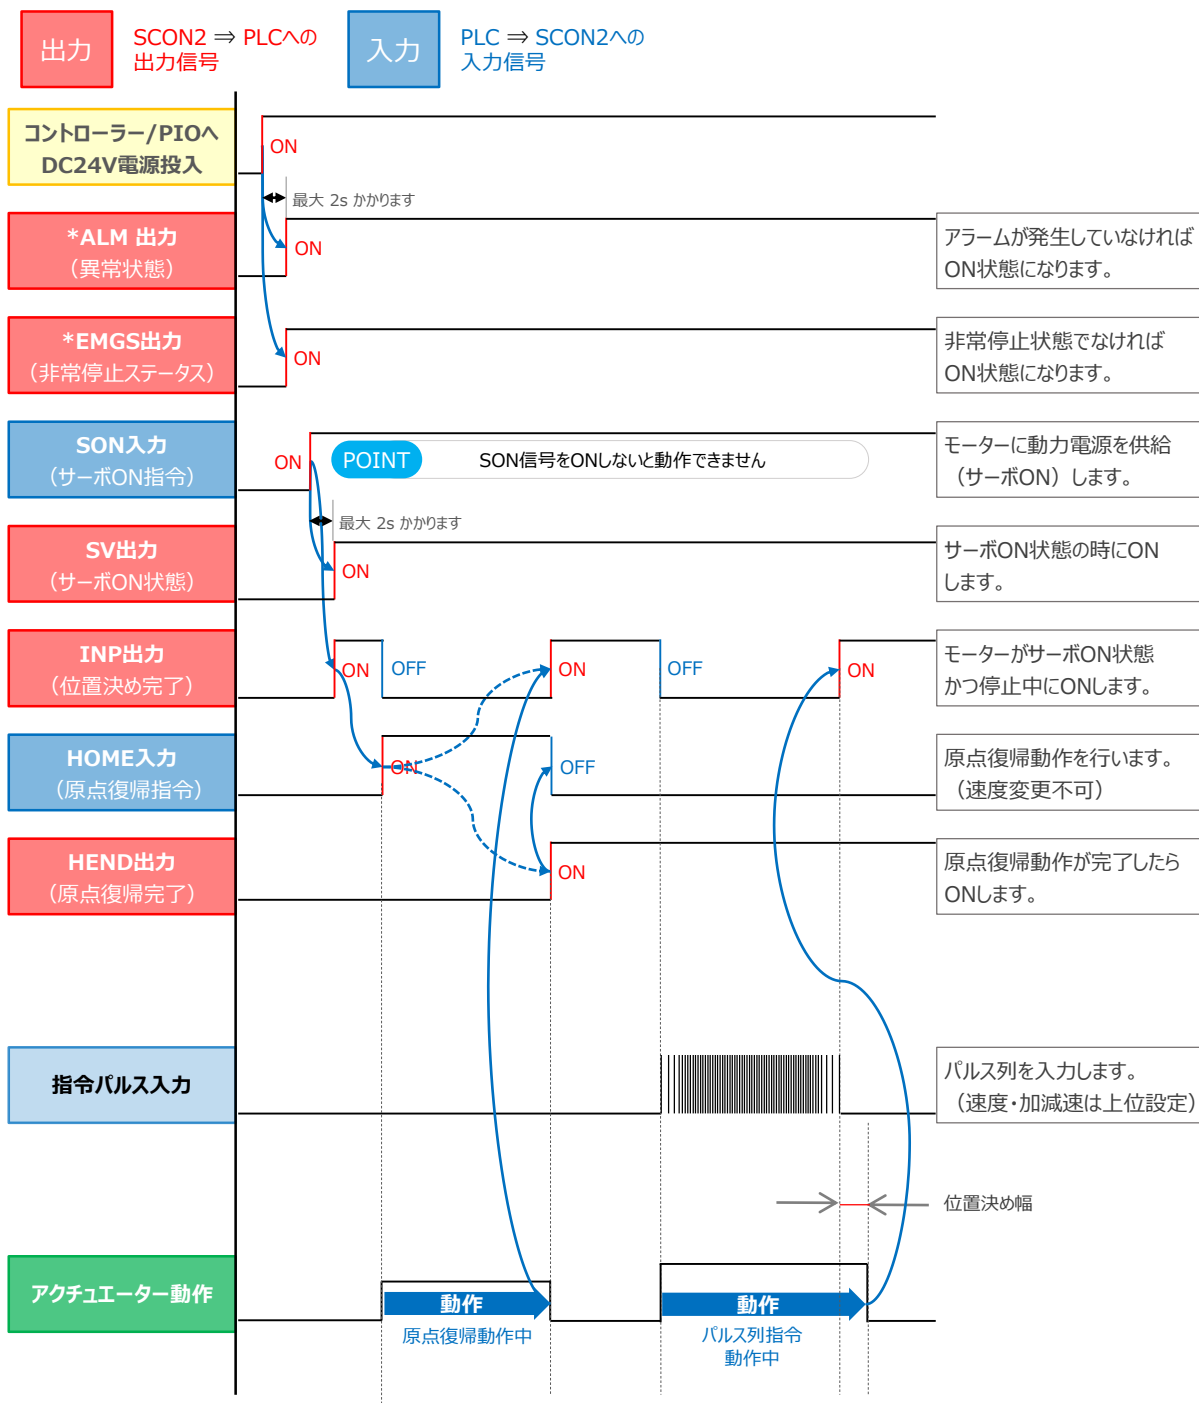 出力
SCON2 ⇒ PLCへの
出力信号
入力
PLC ⇒ SCON2への
入力信号
コントローラー/PIOへ
DC24V電源投入
ON
最大 2s かかります
*ALM 出力
（異常状態）
ON
アラームが発生していなければ
ON状態になります。
*EMGS出力
（非常停止ステータス）
ON
非常停止状態でなければ
ON状態になります。
SON入力
（サーボON指令）
ON
POINT
SON信号をONしないと動作できません
モーターに動力電源を供給
（サーボON）します。
最大 2s かかります
SV出力
（サーボON状態）
ON
サーボON状態の時にON
します。
INP出力
（位置決め完了）
ON
OFF
ON
OFF
ON
モーターがサーボON状態
かつ停止中にONします。
HOME入力
（原点復帰指令）
ON
OFF
原点復帰動作を行います。
（速度変更不可）
HEND出力
（原点復帰完了）
ON
原点復帰動作が完了したら
ONします。
指令パルス入力
パルス列を入力します。
（速度・加減速は上位設定）
位置決め幅
アクチュエーター動作
動作
原点復帰動作中
動作
パルス列指令
動作中